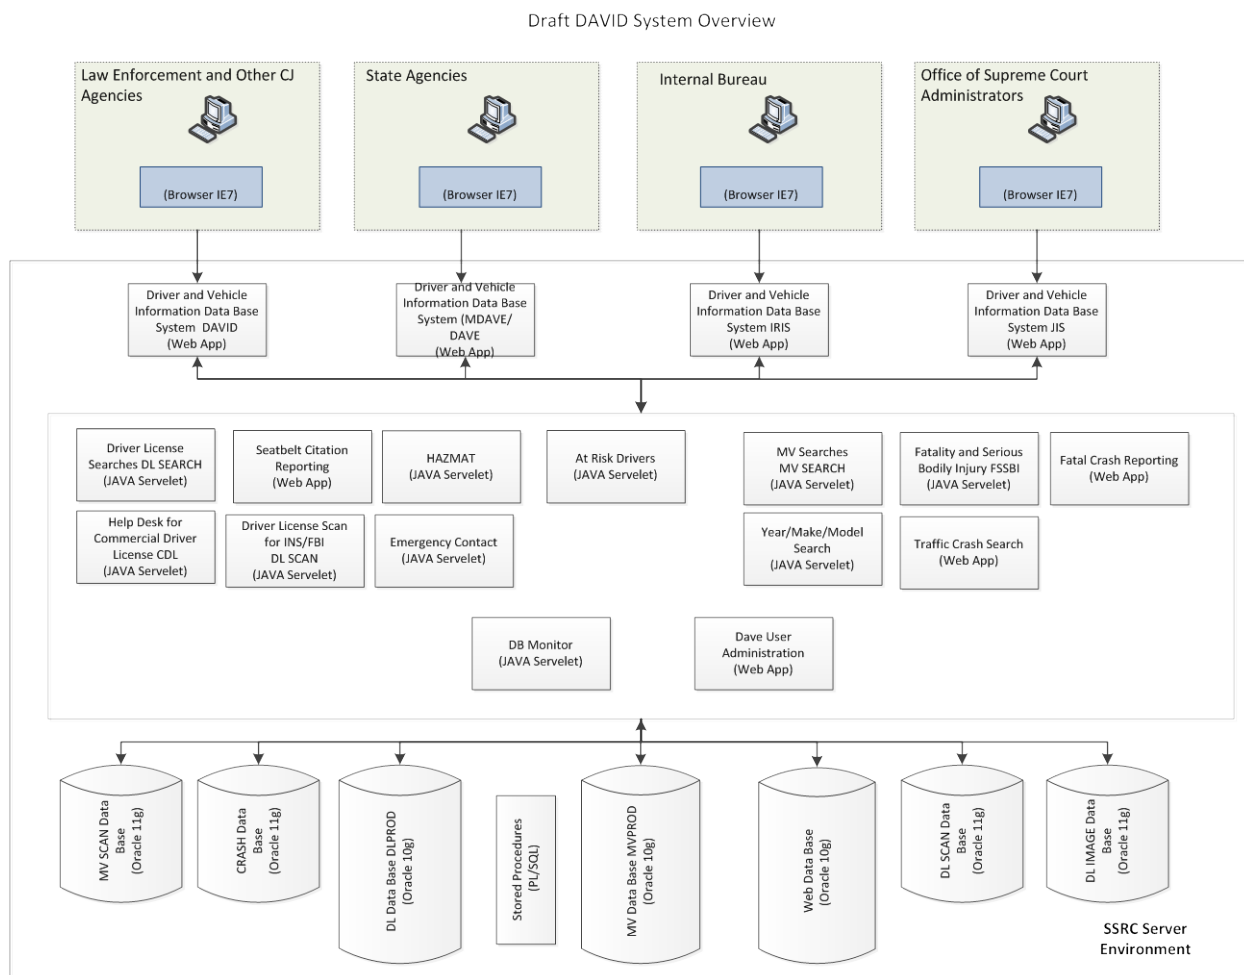 Draft DAVID System Overview
Law Enforcement and Other CJ
Agencies
(Browser IE7)
State Agencies
(Browser IE7)
Internal Bureau
(Browser IE7)
Office of Supreme Court
Administrators
(Browser IE7)
Driver and Vehicle
Information Data Base
System DAVID
(Web App)
Driver and Vehicle
Information Data Base
System (MDAVE/
DAVE
(Web App)
Driver and Vehicle
Information Data Base
System IRIS
(Web App)
Driver and Vehicle
Information Data Base
System JIS
(Web App)
Driver License
Searches DL SEARCH
(JAVA Servelet)
Seatbelt Citation
Reporting
(Web App)
HAZMAT
(JAVA Servelet)
At Risk Drivers
(JAVA Servelet)
MV Searches
MV SEARCH
(JAVA Servelet)
Fatality and Serious
Bodily Injury FSSBI
(JAVA Servelet)
Fatal Crash Reporting
(Web App)
Help Desk for
Commercial Driver
License CDL
(JAVA Servelet)
Driver License Scan
for INS/FBI
DL SCAN
(JAVA Servelet)
Emergency Contact
(JAVA Servelet)
Year/Make/Model
Search
(JAVA Servelet)
Traffic Crash Search
(Web App)
DB Monitor
(JAVA Servelet)
Dave User
Administration
(Web App)
MV SCAN Data
Base
(Oracle 11g)
CRASH Data
Base
(Oracle 11g)
DL Data Base DLPROD
(Oracle 10g)
Stored Procedures
(PL/SQL)
MV Data Base MVPROD
(Oracle 10g)
Web Data Base
(Oracle 10g)
DL SCAN Data
Base
(Oracle 11g)
DL IMAGE Data
Base
(Oracle 11g)
SSRC Server
Environment